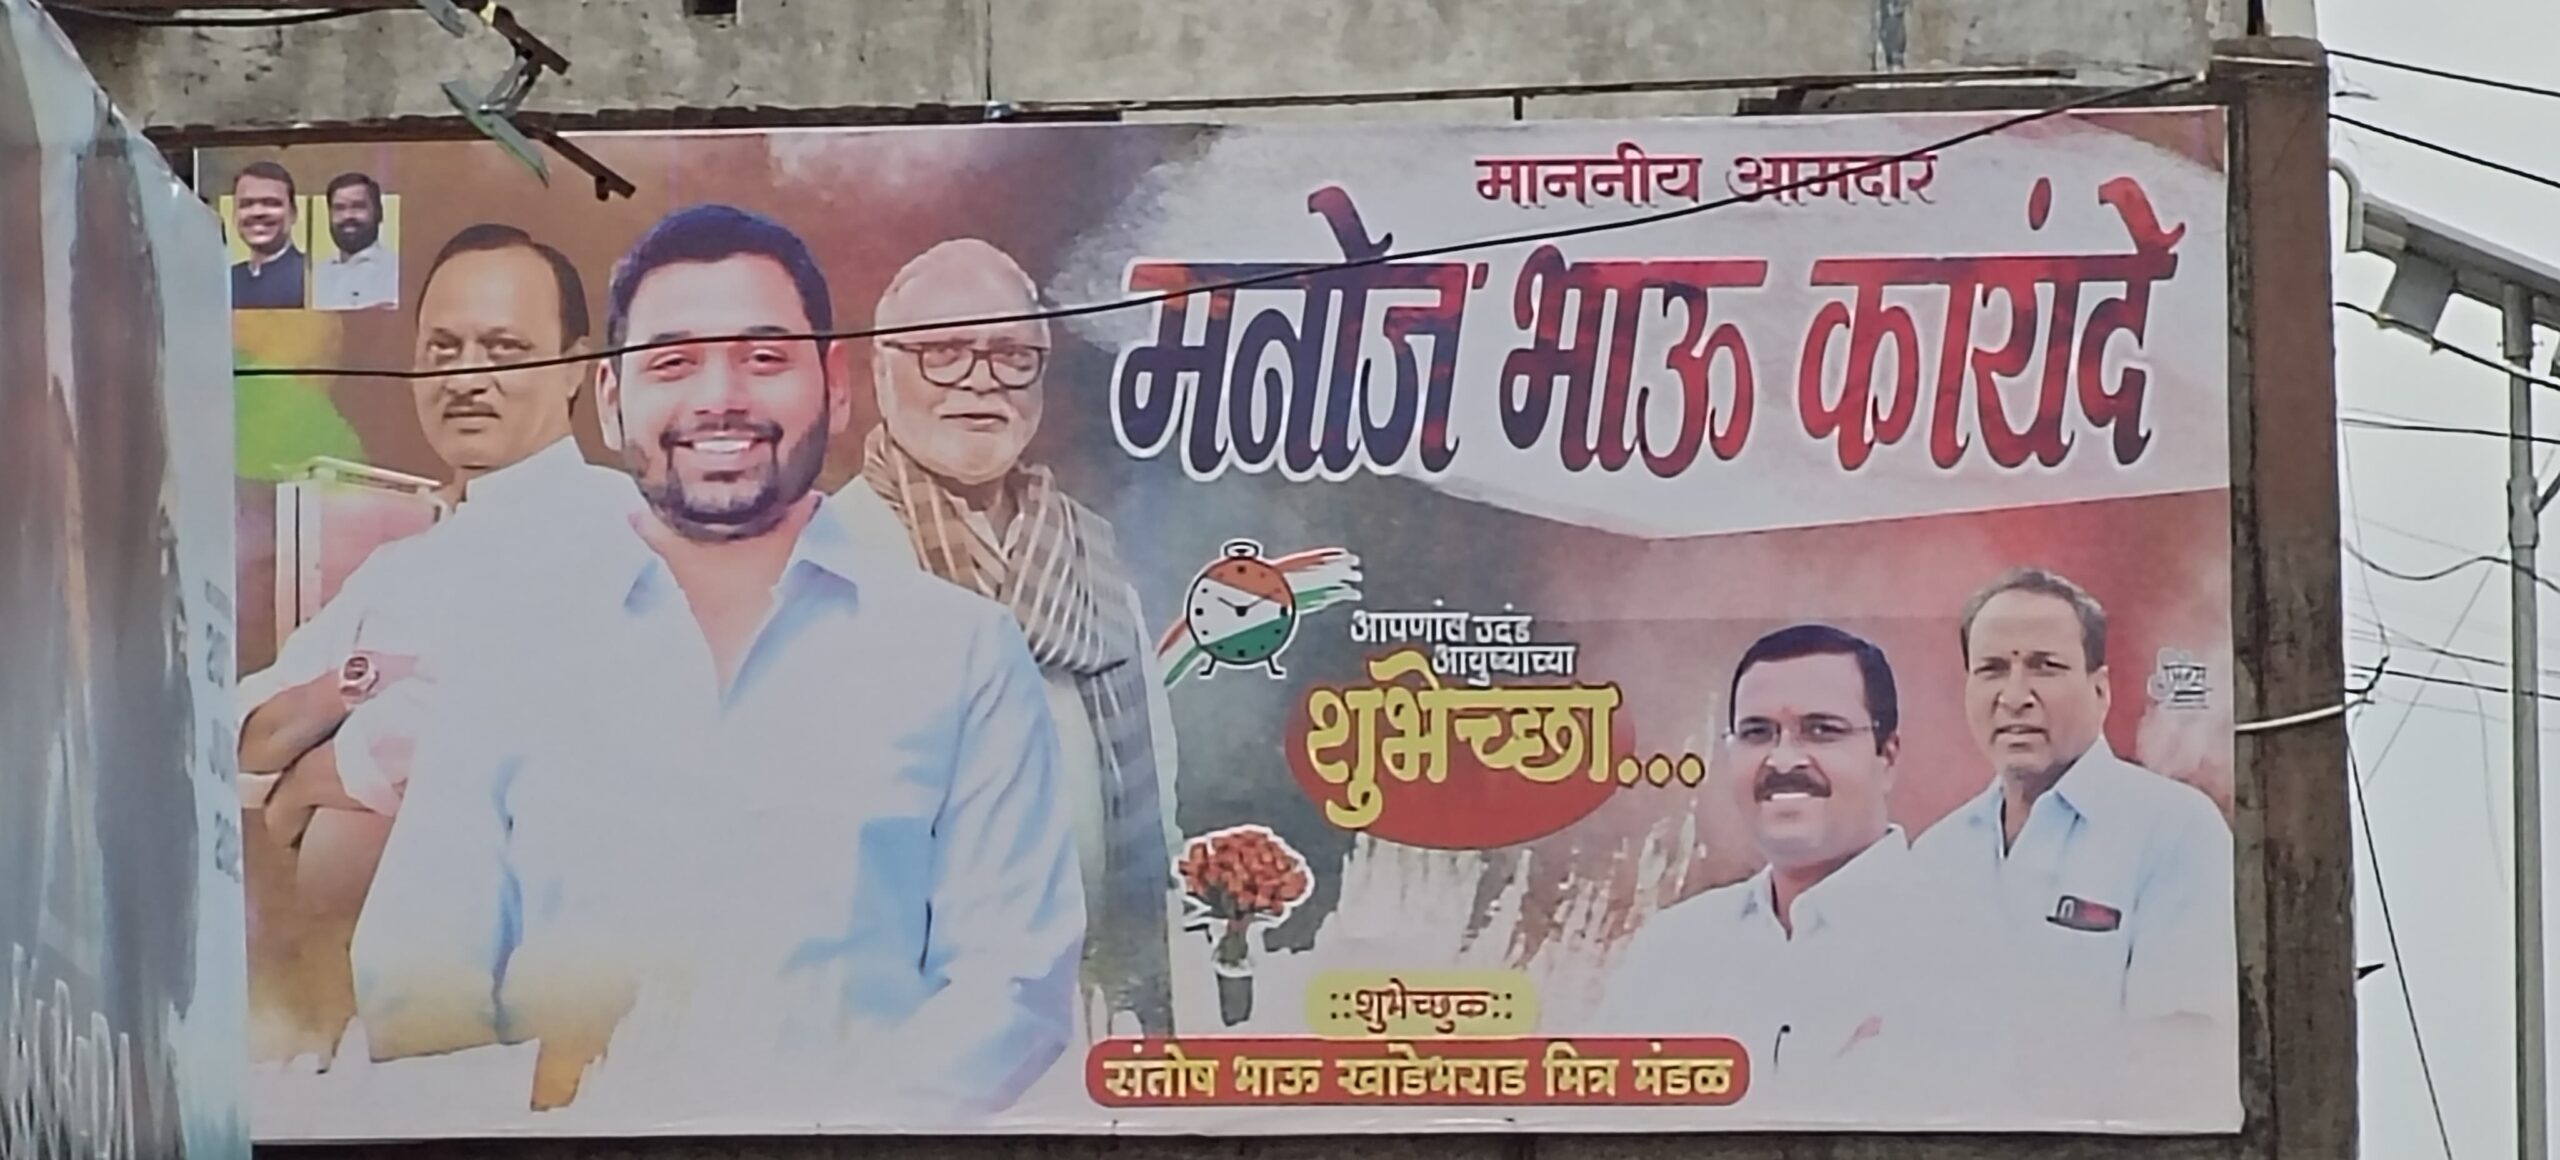 माननीय आमदार
मनोज भाऊ कायंदे
आपणांस उदंड
आयुष्याच्या
शुभेच्छा...
::शुभेच्छुक::
संतोष भाऊ खांडेभराड मित्र मंडळ